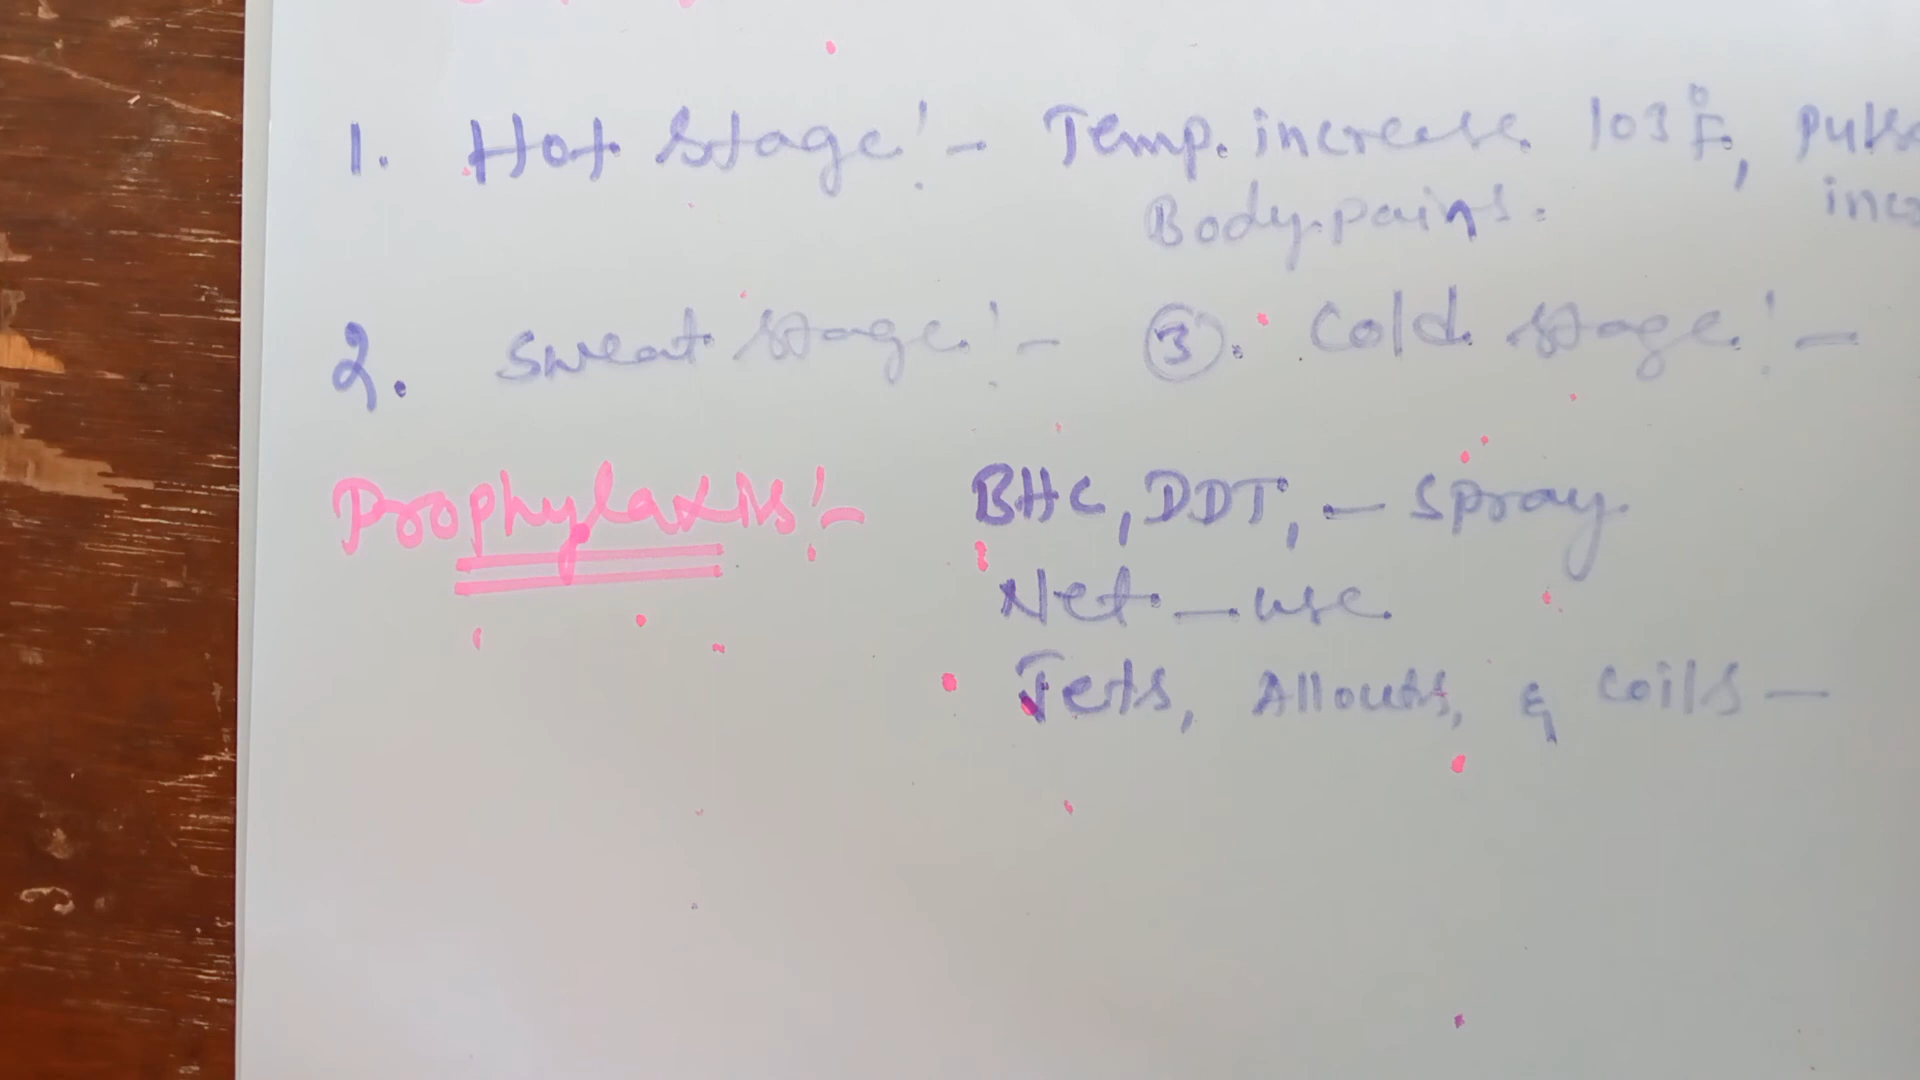 1. Hot stage:- Temp. increase 103°F, Pulse
Body pains.
2. Sweat stage:- ③. Cold stage:-
Prophylaxis:- BHC, DDT, - Spray.
Net - use
Jets, Allouts, & Coils -